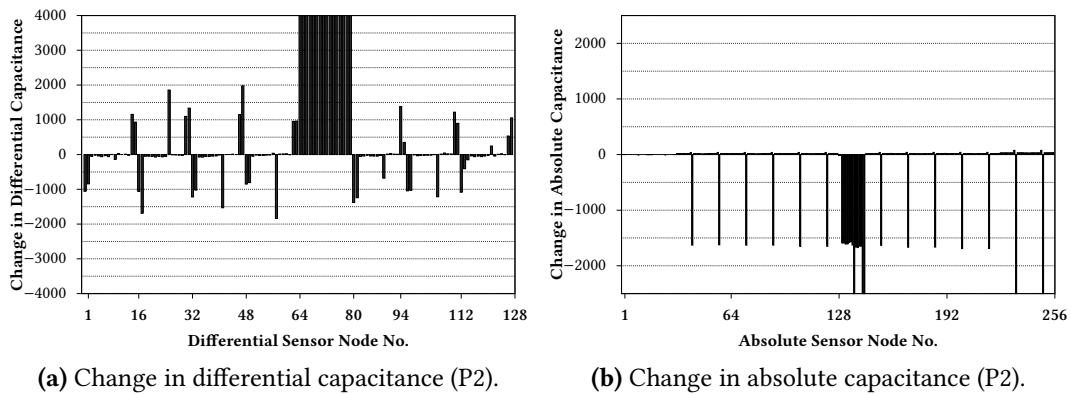 Change in Differential Capacitance
4000
3000
2000
1000
0
−1000
−2000
−3000
−4000
1 16 32 48 64 80 94 112 128
Differential Sensor Node No.
(a) Change in differential capacitance (P2).
Change in Absolute Capacitance
2000
1000
0
−1000
−2000
1 64 128 192 256
Absolute Sensor Node No.
(b) Change in absolute capacitance (P2).